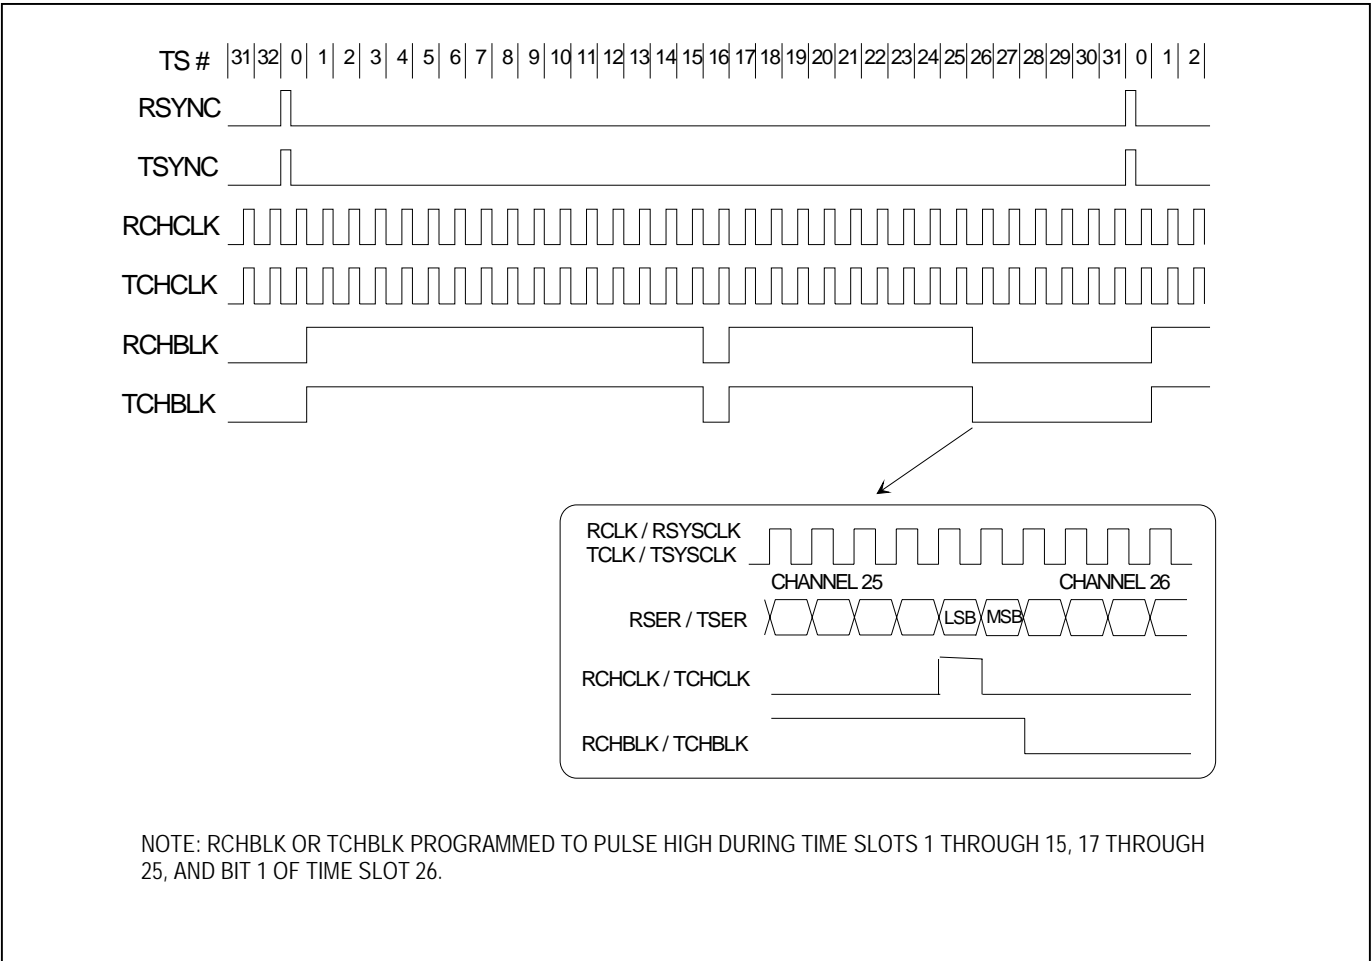 TS # 31 32 0 1 2 3 4 5 6 7 8 9 10 11 12 13 14 15 16 17 18 19 20 21 22 23 24 25 26 27 28 29 30 31 0 1 2
RSYNC
TSYNC
RCHCLK
TCHCLK
RCHBLK
TCHBLK
RCLK / RSYSCLK
TCLK / TSYSCLK
CHANNEL 25 CHANNEL 26
RSER / TSER LSB MSB
RCHCLK / TCHCLK
RCHBLK / TCHBLK
NOTE: RCHBLK OR TCHBLK PROGRAMMED TO PULSE HIGH DURING TIME SLOTS 1 THROUGH 15, 17 THROUGH
25, AND BIT 1 OF TIME SLOT 26.